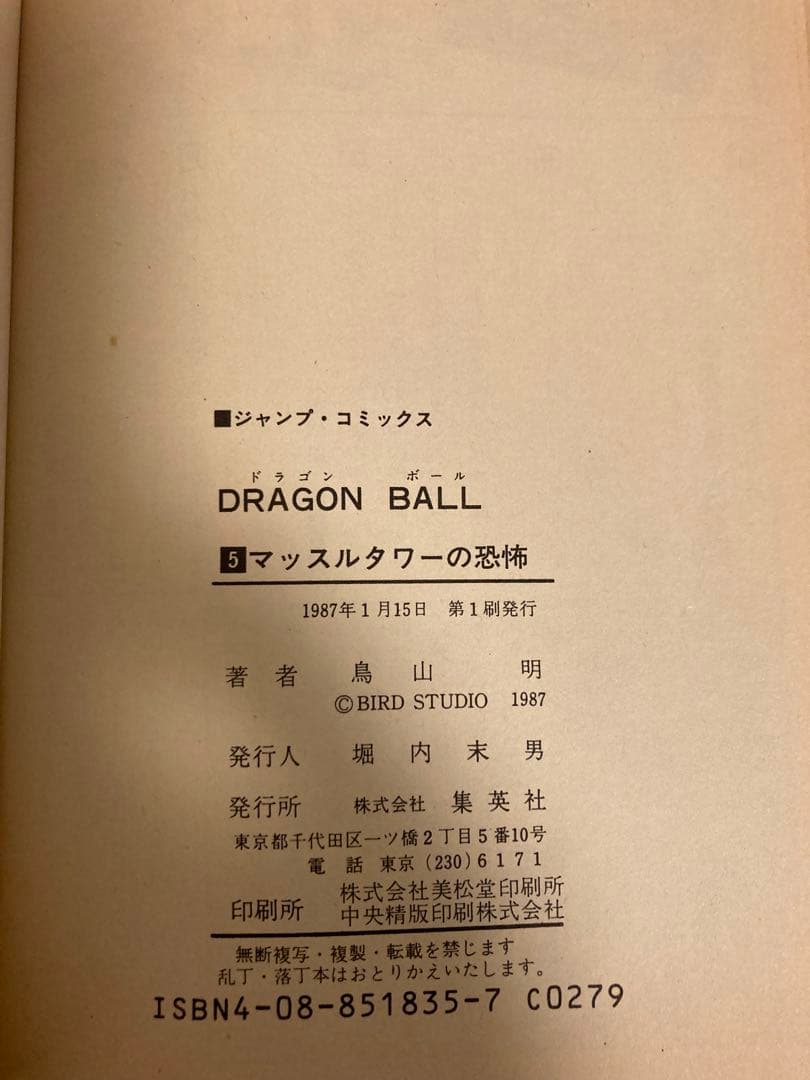 ■ジャンプ・コミックス
ドラゴン ボール
DRAGON BALL
5 マッスルタワーの恐怖
1987年1月15日 第1刷発行
著者 鳥山 明
©BIRD STUDIO 1987
発行人 堀内末男
発行所 株式会社 集英社
東京都千代田区一ツ橋2丁目5番10号
電話 東京(230)6171
印刷所 株式会社美松堂印刷所
中央精版印刷株式会社
無断複写・複製・転載を禁じます
乱丁・落丁本はおとりかえいたします。
ISBN4-08-851835-7 C0279